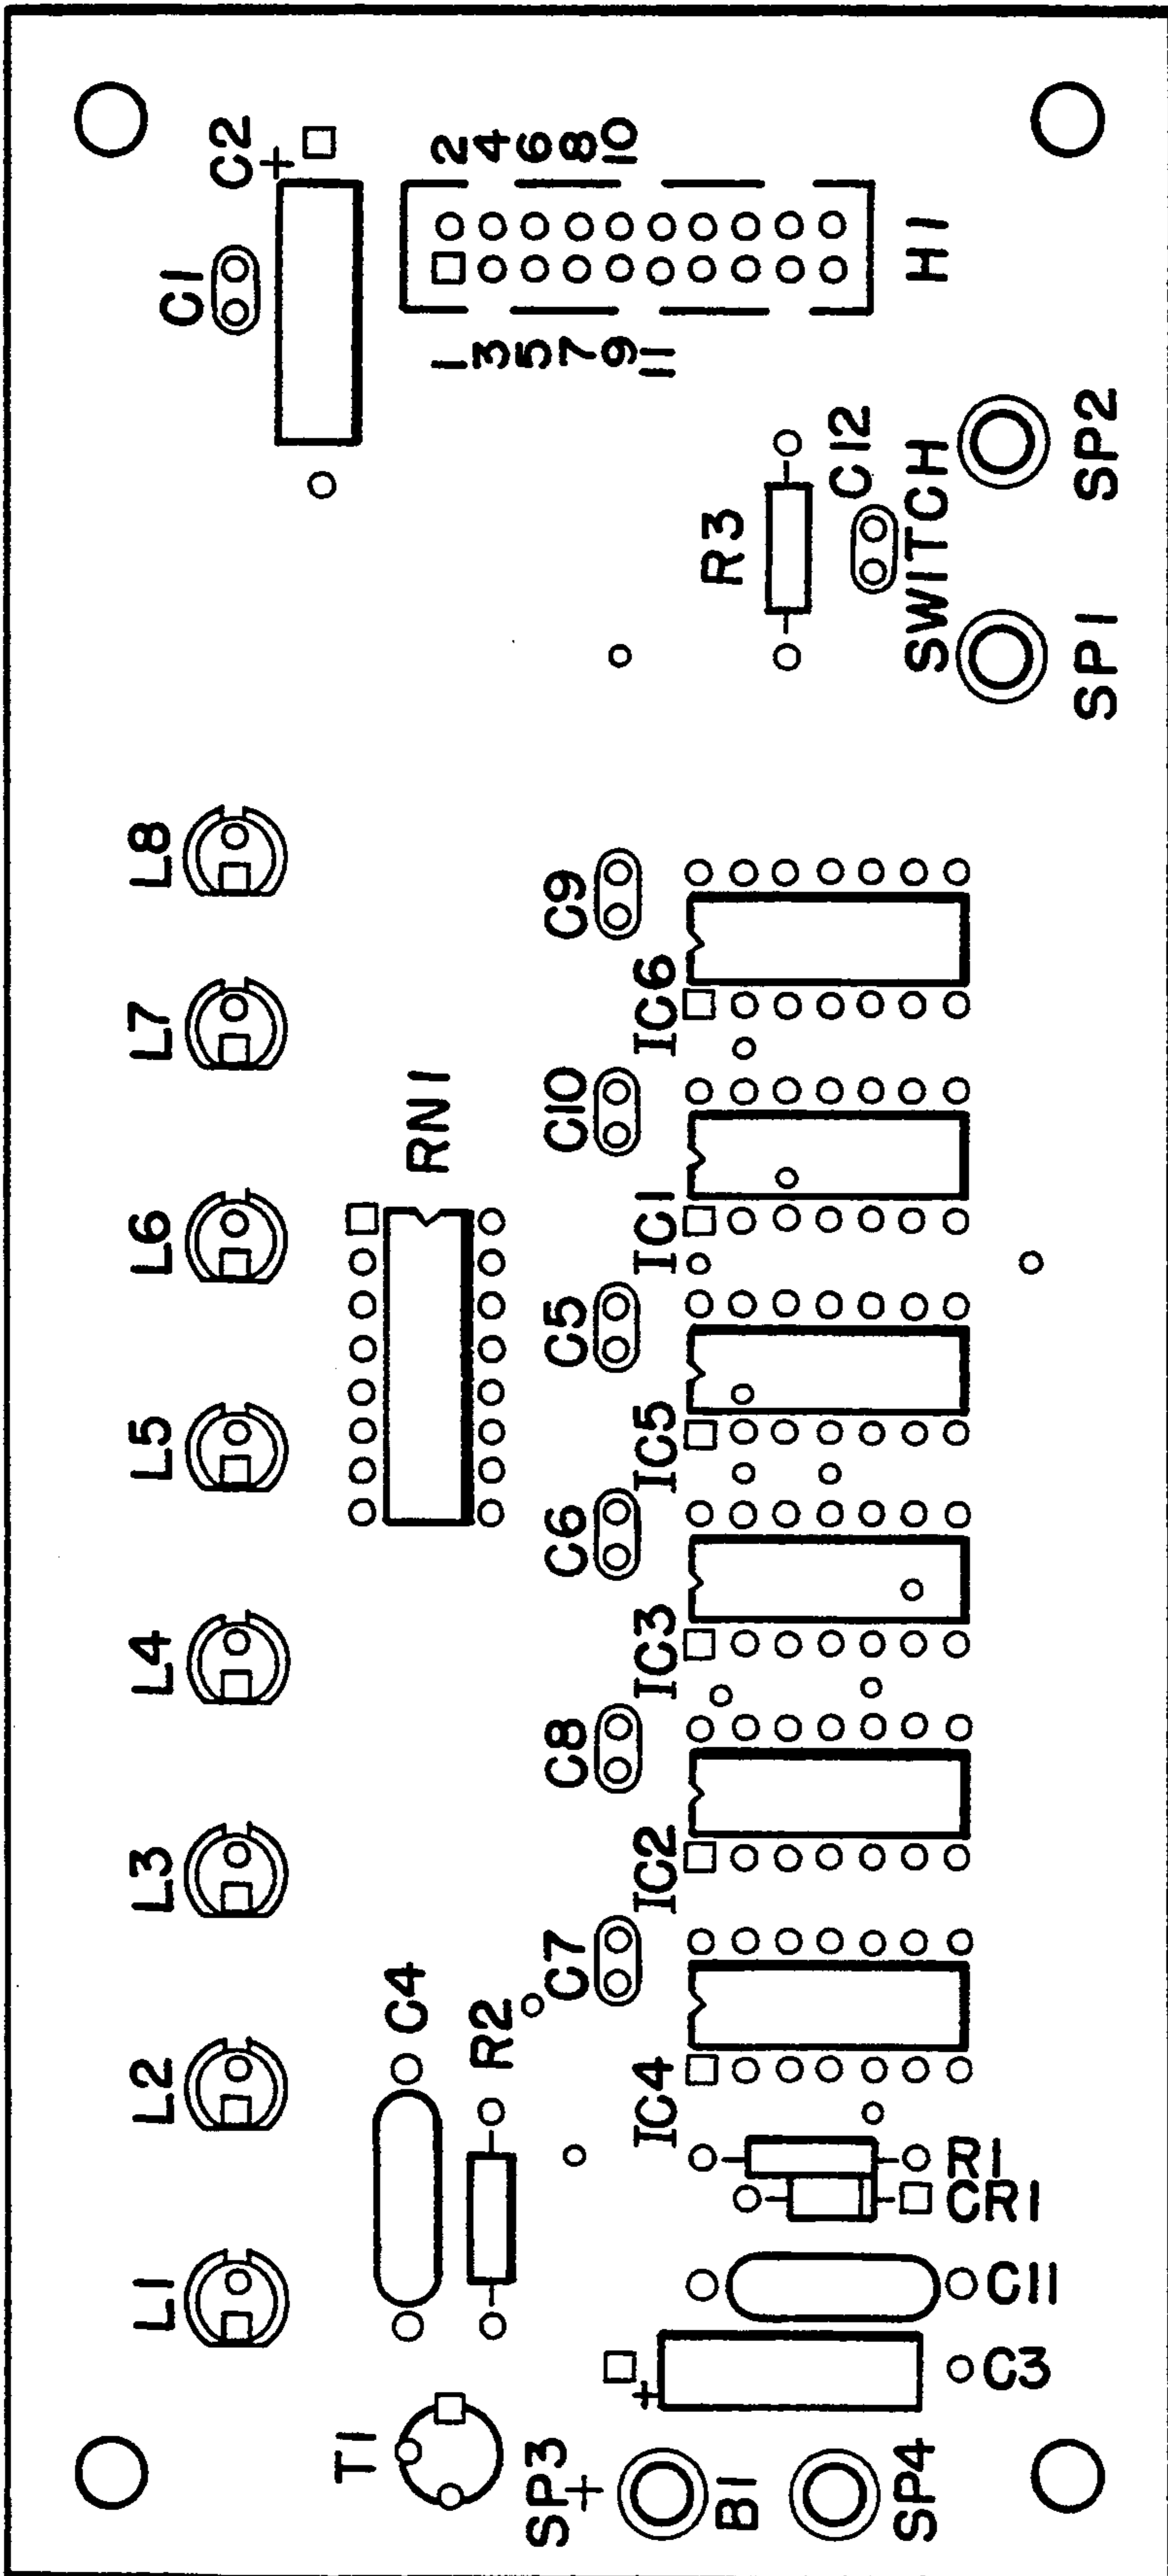 C2
+
C1
2
4
6
8
10
1
3
5
7
9
11
H1
R3
C12
SWITCH
SP2
SP1
L8
L7
L6
L5
L4
L3
L2
L1
RN1
C9
IC6
C10
IC1
C5
IC5
C6
IC3
C8
IC2
C7
IC4
C4
R2
R1
CR1
C11
C3
+
T1
SP3
+
B1
SP4